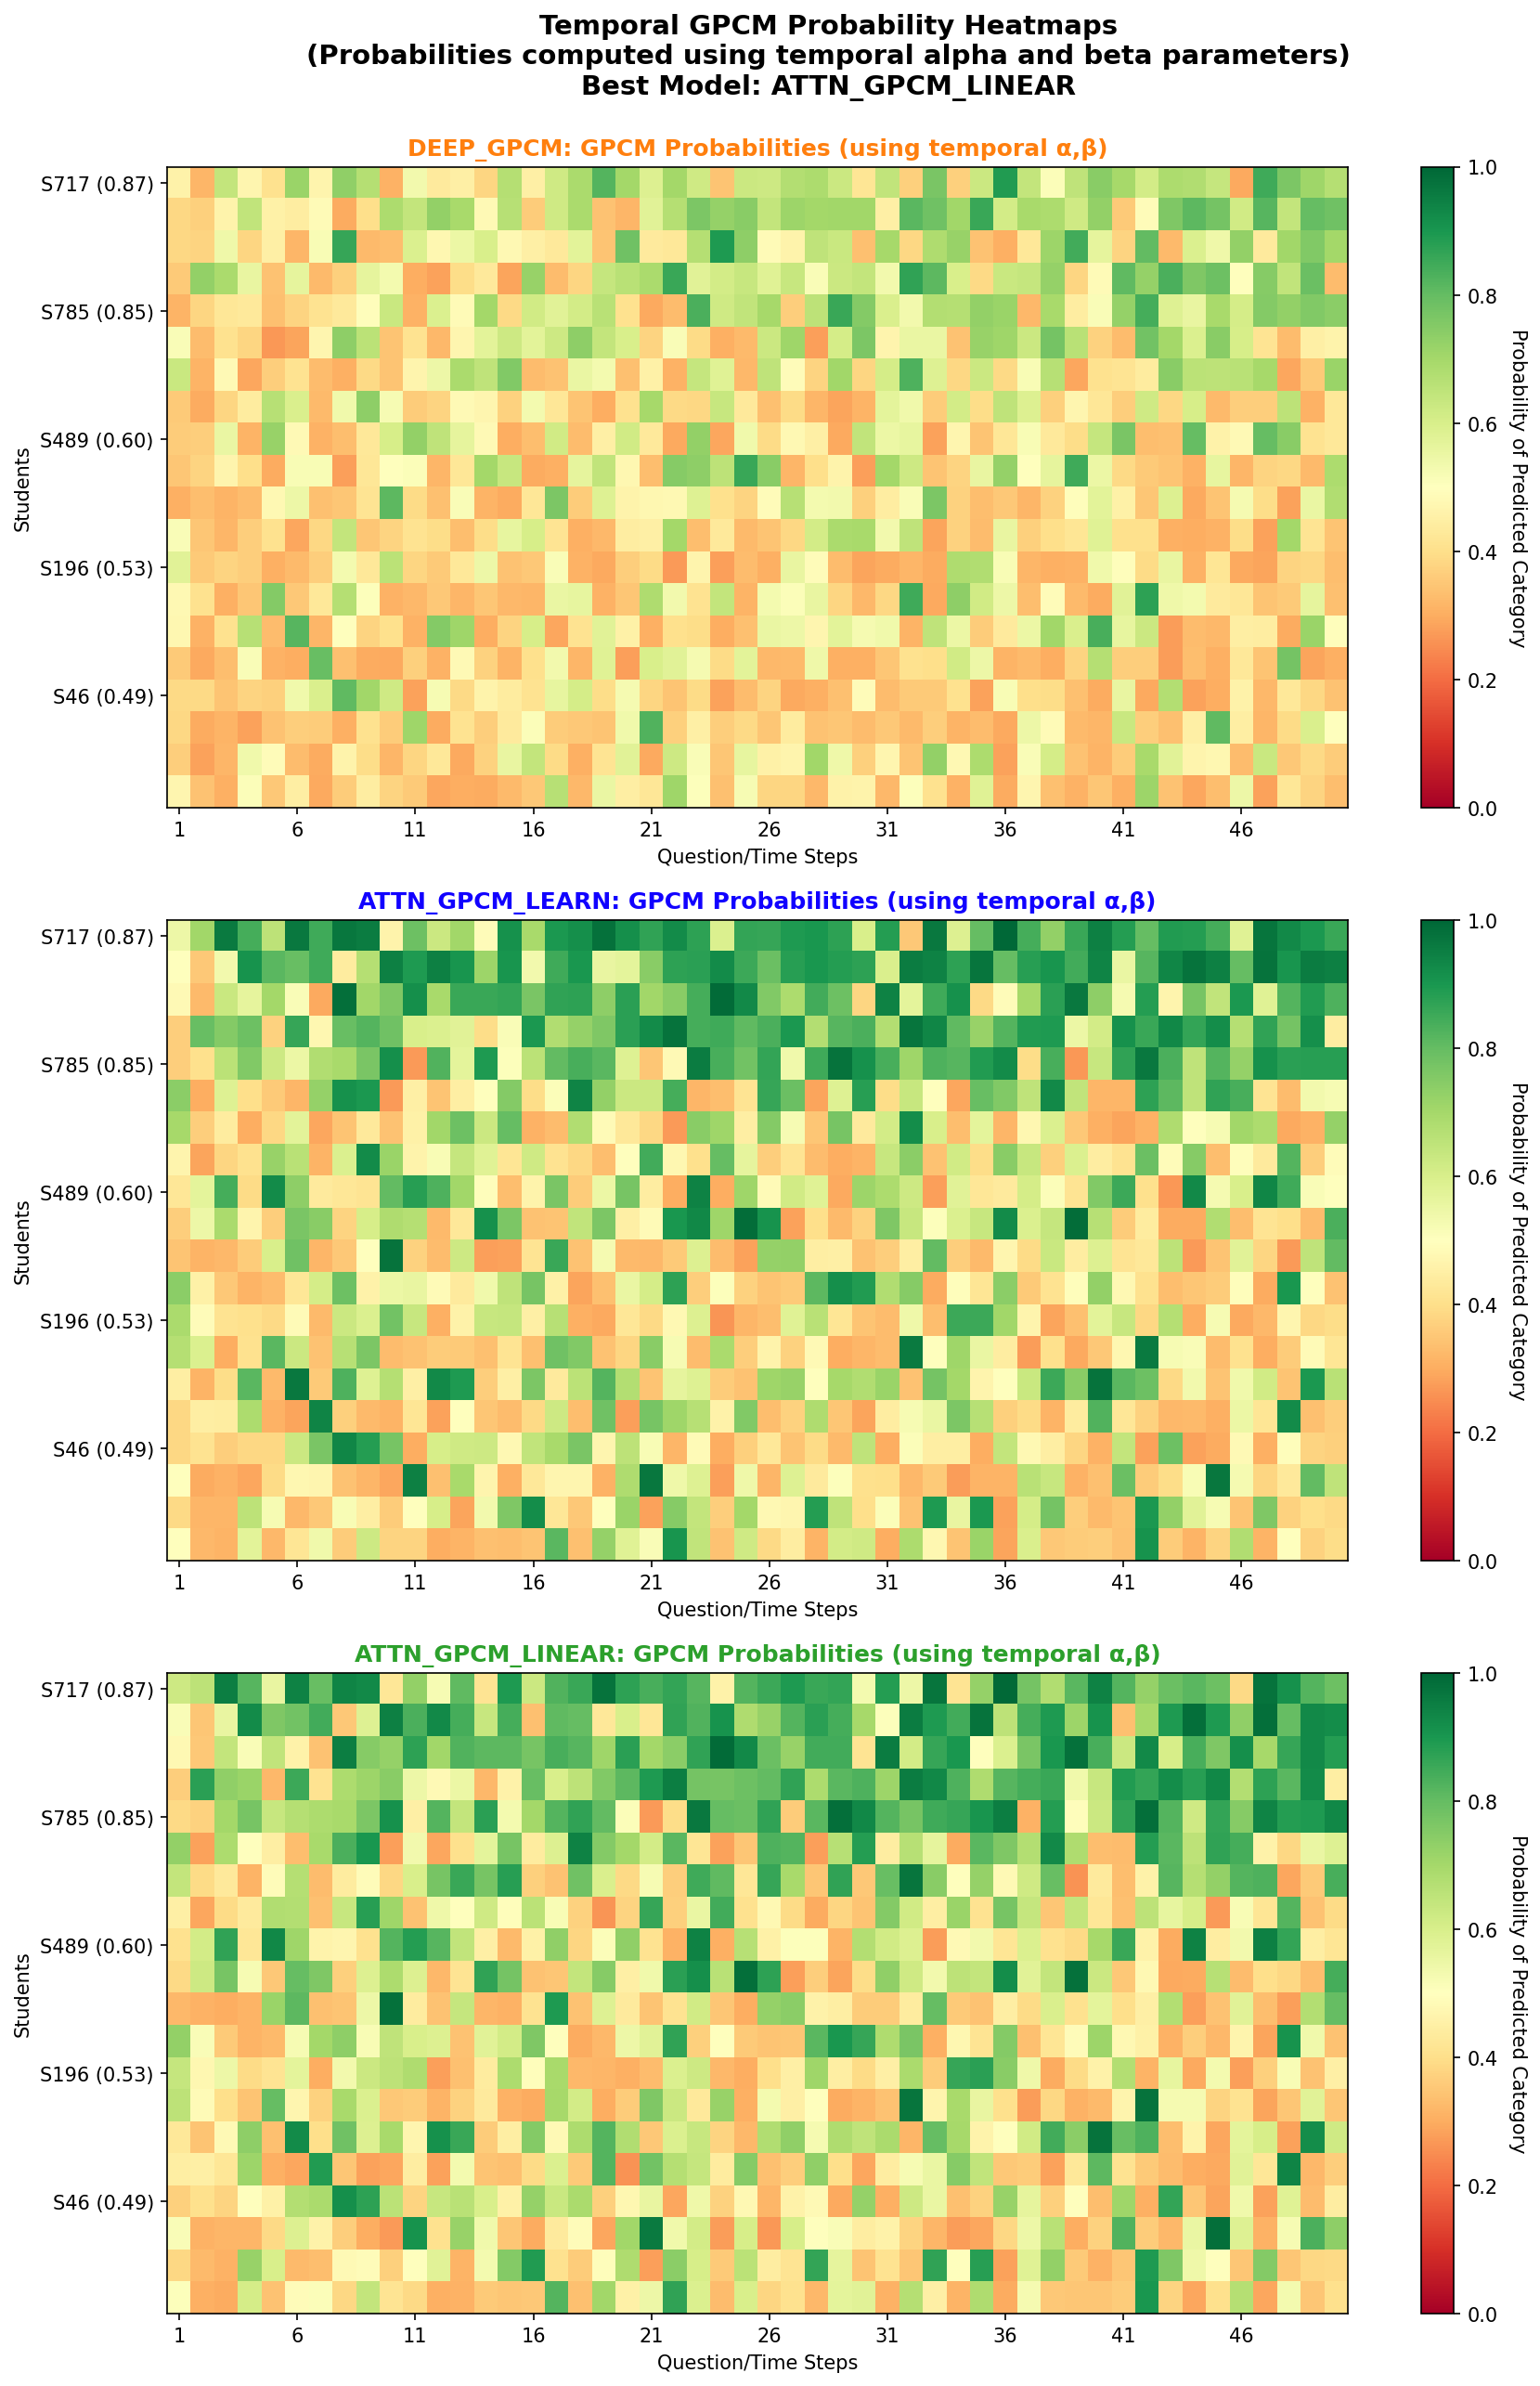 Temporal GPCM Probability Heatmaps
(Probabilities computed using temporal alpha and beta parameters)
Best Model: ATTN_GPCM_LINEAR
DEEP_GPCM: GPCM Probabilities (using temporal α,β)
S717 (0.87)
S785 (0.85)
S489 (0.60)
S196 (0.53)
S46 (0.49)
Students
1 6 11 16 21 26 31 36 41 46
Question/Time Steps
1.0
0.8
0.6
0.4
0.2
0.0
Probability of Predicted Category
ATTN_GPCM_LEARN: GPCM Probabilities (using temporal α,β)
S717 (0.87)
S785 (0.85)
S489 (0.60)
S196 (0.53)
S46 (0.49)
Students
1 6 11 16 21 26 31 36 41 46
Question/Time Steps
1.0
0.8
0.6
0.4
0.2
0.0
Probability of Predicted Category
ATTN_GPCM_LINEAR: GPCM Probabilities (using temporal α,β)
S717 (0.87)
S785 (0.85)
S489 (0.60)
S196 (0.53)
S46 (0.49)
Students
1 6 11 16 21 26 31 36 41 46
Question/Time Steps
1.0
0.8
0.6
0.4
0.2
0.0
Probability of Predicted Category